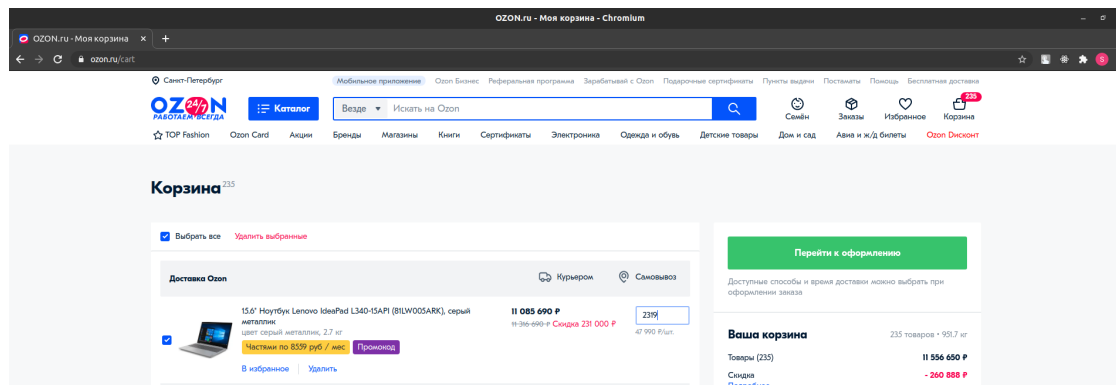 OZON.ru - Моя корзина - Chromium
OZON.ru - Моя корзина
ozon.ru/cart
S
Санкт-Петербург Мобильное приложение Ozon Бизнес Реферальная программа Зарабатывай с Ozon Подарочные сертификаты Пункты выдачи Постаматы Помощь Бесплатная доставка
OZ24/7N
РАБОТАЕМ ВСЕГДА
Каталог Везде Искать на Ozon Семён Заказы Избранное 235 Корзина
TOP Fashion Ozon Card Акции Бренды Магазины Книги Сертификаты Электроника Одежда и обувь Детские товары Дом и сад Авиа и ж/д билеты Ozon Dисконт
Корзина 235
Выбрать все Удалить выбранные
Доставка Ozon Курьером Самовывоз
15.6" Ноутбук Lenovo IdeaPad L340-15API (81LW005ARK), серый
металлик
цвет серый металлик, 2.7 кг
Частями по 8559 руб / мес Промокод
В избранное Удалить
11 085 690 ₽
11 316 690 ₽ Скидка 231 000 ₽
2319
47 990 ₽/шт.
Перейти к оформлению
Доступные способы и время доставки можно выбрать при
оформлении заказа
Ваша корзина 235 товаров • 951.7 кг
Товары (235) 11 556 650 ₽
Скидка - 260 888 ₽
Подробнее